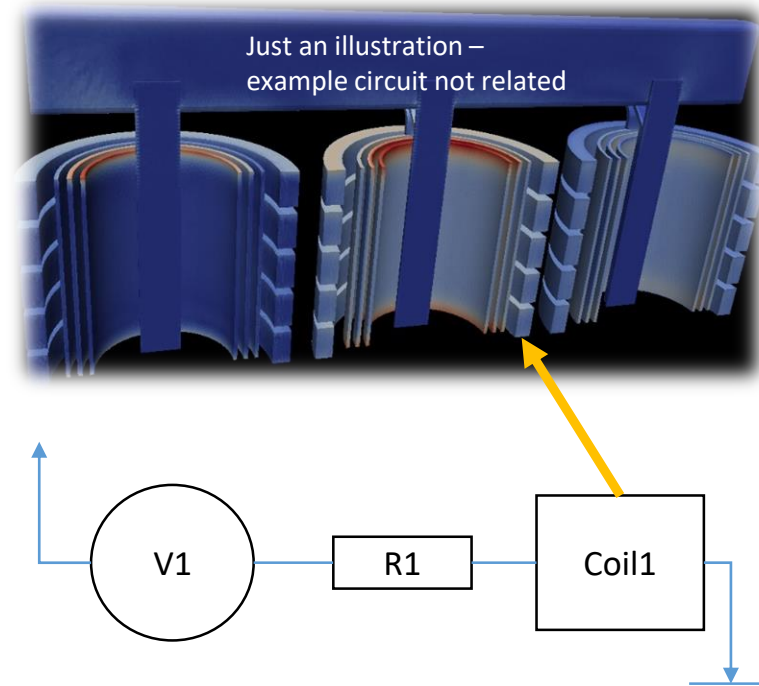 Just an illustration –
example circuit not related
V1
R1
Coil1